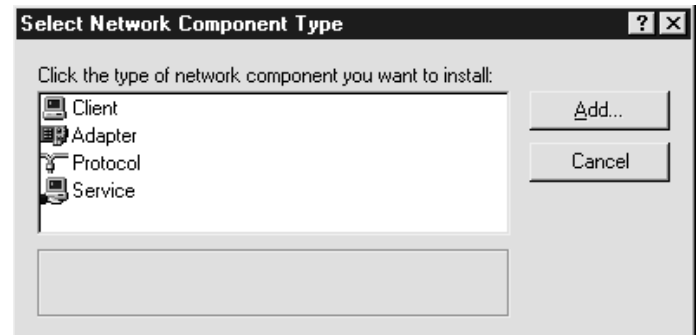 Select Network Component Type ? X
Click the type of network component you want to install:
Client
Adapter
Protocol
Service
Add...
Cancel